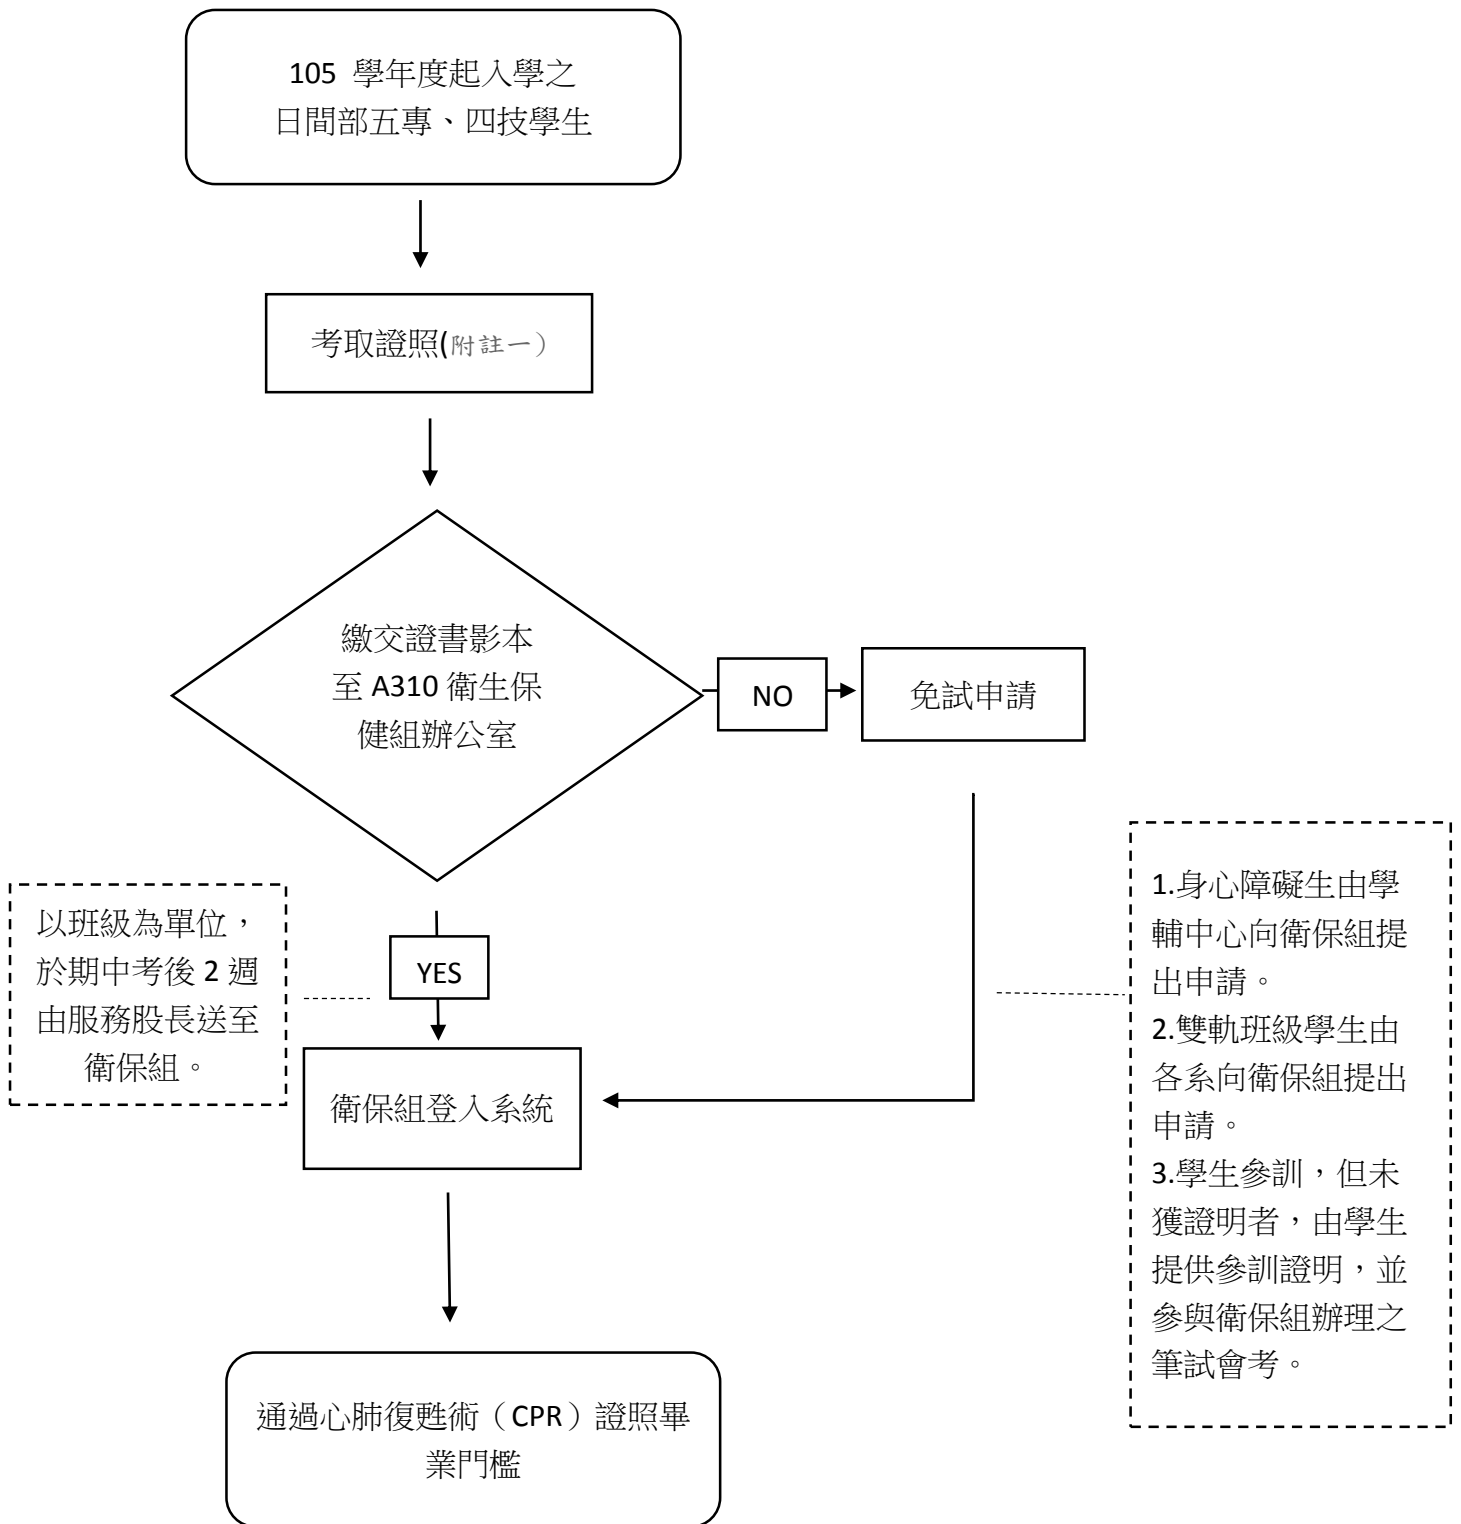 105 學年度起入學之
日間部五專、四技學生
考取證照(附註一）
繳交證書影本
至 A310 衛生保
健組辦公室
NO
免試申請
以班級為單位，
於期中考後 2 週
由服務股長送至
衛保組。
YES
1.身心障礙生由學
輔中心向衛保組提
出申請。
2.雙軌班級學生由
各系向衛保組提出
申請。
3.學生參訓，但未
獲證明者，由學生
提供參訓證明，並
參與衛保組辦理之
筆試會考。
衛保組登入系統
通過心肺復甦術（CPR）證照畢
業門檻